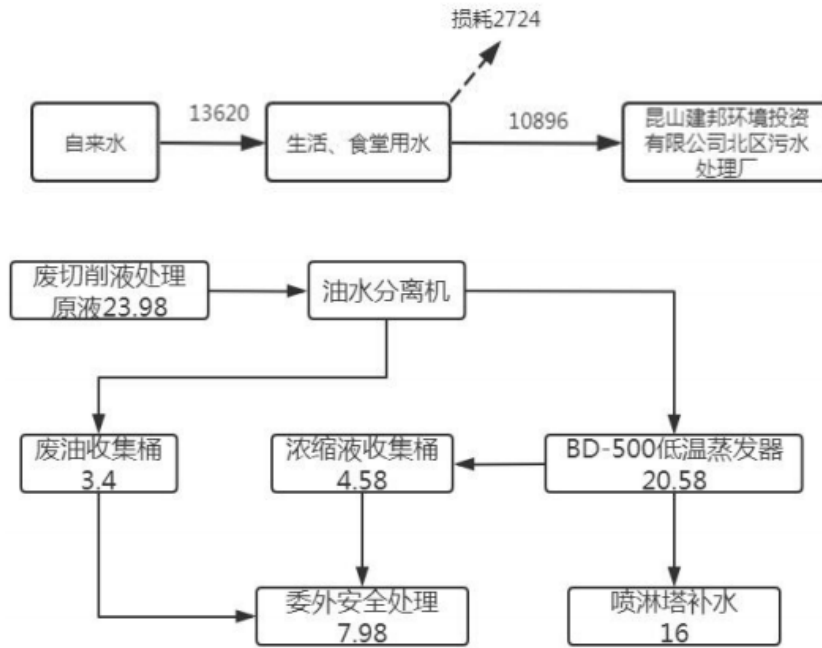 损耗2724
13620
10896
自来水
生活、食堂用水
昆山建邦环境投资
有限公司北区污水
处理厂
废切削液处理
原液23.98
油水分离机
废油收集桶
3.4
浓缩液收集桶
4.58
BD-500低温蒸发器
20.58
委外安全处理
7.98
喷淋塔补水
16